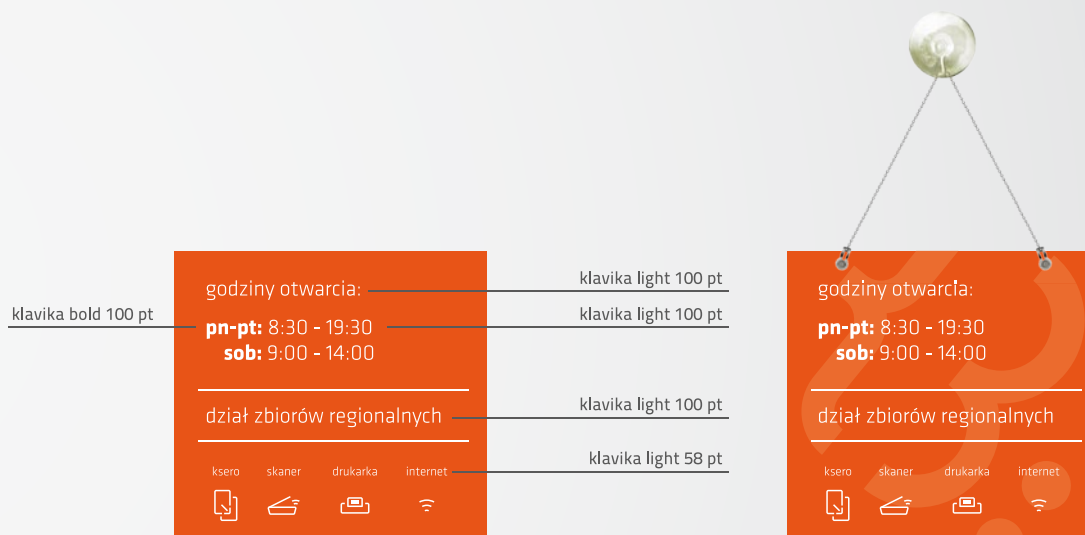 klavika bold 100 pt
godziny otwarcia:
pn-pt: 8:30 - 19:30
sob: 9:00 - 14:00
dział zbiorów regionalnych
ksero skaner drukarka internet
klavika light 100 pt
klavika light 100 pt
klavika light 100 pt
klavika light 58 pt
godziny otwarcia:
pn-pt: 8:30 - 19:30
sob: 9:00 - 14:00
dział zbiorów regionalnych
ksero skaner drukarka internet